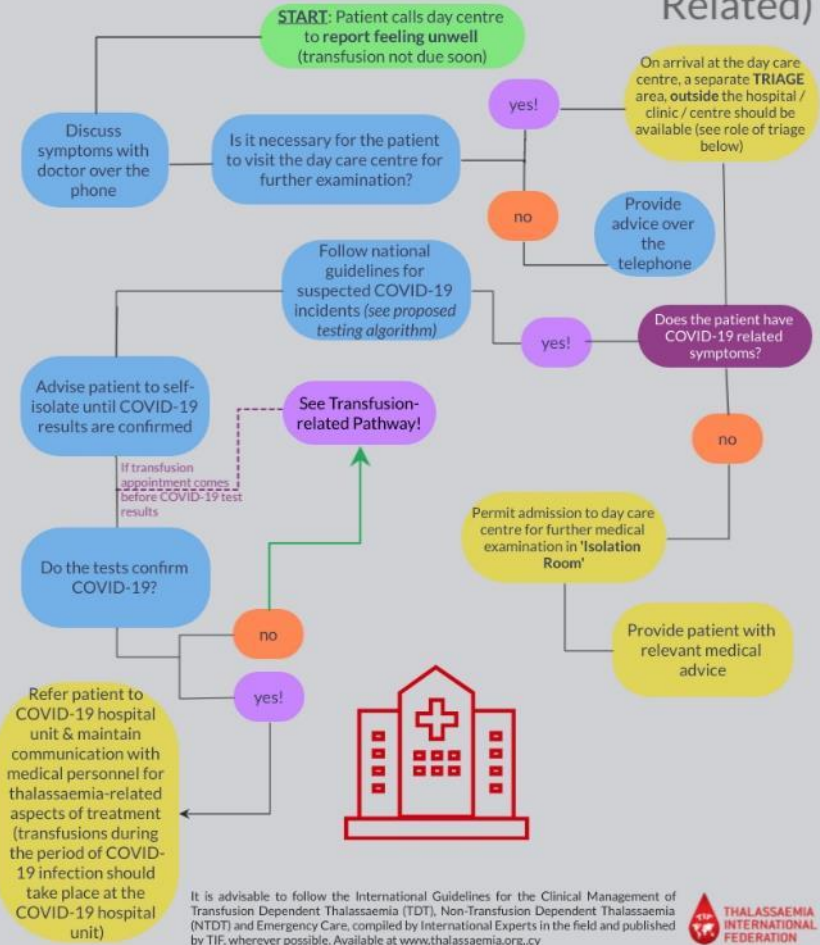 Related)
START: Patient calls day centre
to report feeling unwell
(transfusion not due soon)
Discuss
symptoms with
doctor over the
phone
Is it necessary for the patient
to visit the day care centre for
further examination?
yes!
On arrival at the day care
centre, a separate TRIAGE
area, outside the hospital /
clinic / centre should be
available (see role of triage
below)
no
Provide
advice over
the
telephone
Does the patient have
COVID-19 related
symptoms?
yes!
Follow national
guidelines for
suspected COVID-19
incidents (see proposed
testing algorithm)
Advise patient to self-
isolate until COVID-19
results are confirmed
See Transfusion-
related Pathway!
If transfusion
appointment comes
before COVID-19 test
results
no
Permit admission to day care
centre for further medical
examination in 'Isolation
Room'
Provide patient with
relevant medical
advice
Do the tests confirm
COVID-19?
no
yes!
Refer patient to
COVID-19 hospital
unit & maintain
communication with
medical personnel for
thalassaemia-related
aspects of treatment
(transfusions during
the period of COVID-
19 infection should
take place at the
COVID-19 hospital
unit)
It is advisable to follow the International Guidelines for the Clinical Management of
Transfusion Dependent Thalassaemia (TDT), Non-Transfusion Dependent Thalassaemia
(NTDT) and Emergency Care, compiled by International Experts in the field and published
by TIF, wherever possible. Available at www.thalassaemia.org.cy
TIF
THALASSAEMIA
INTERNATIONAL
FEDERATION